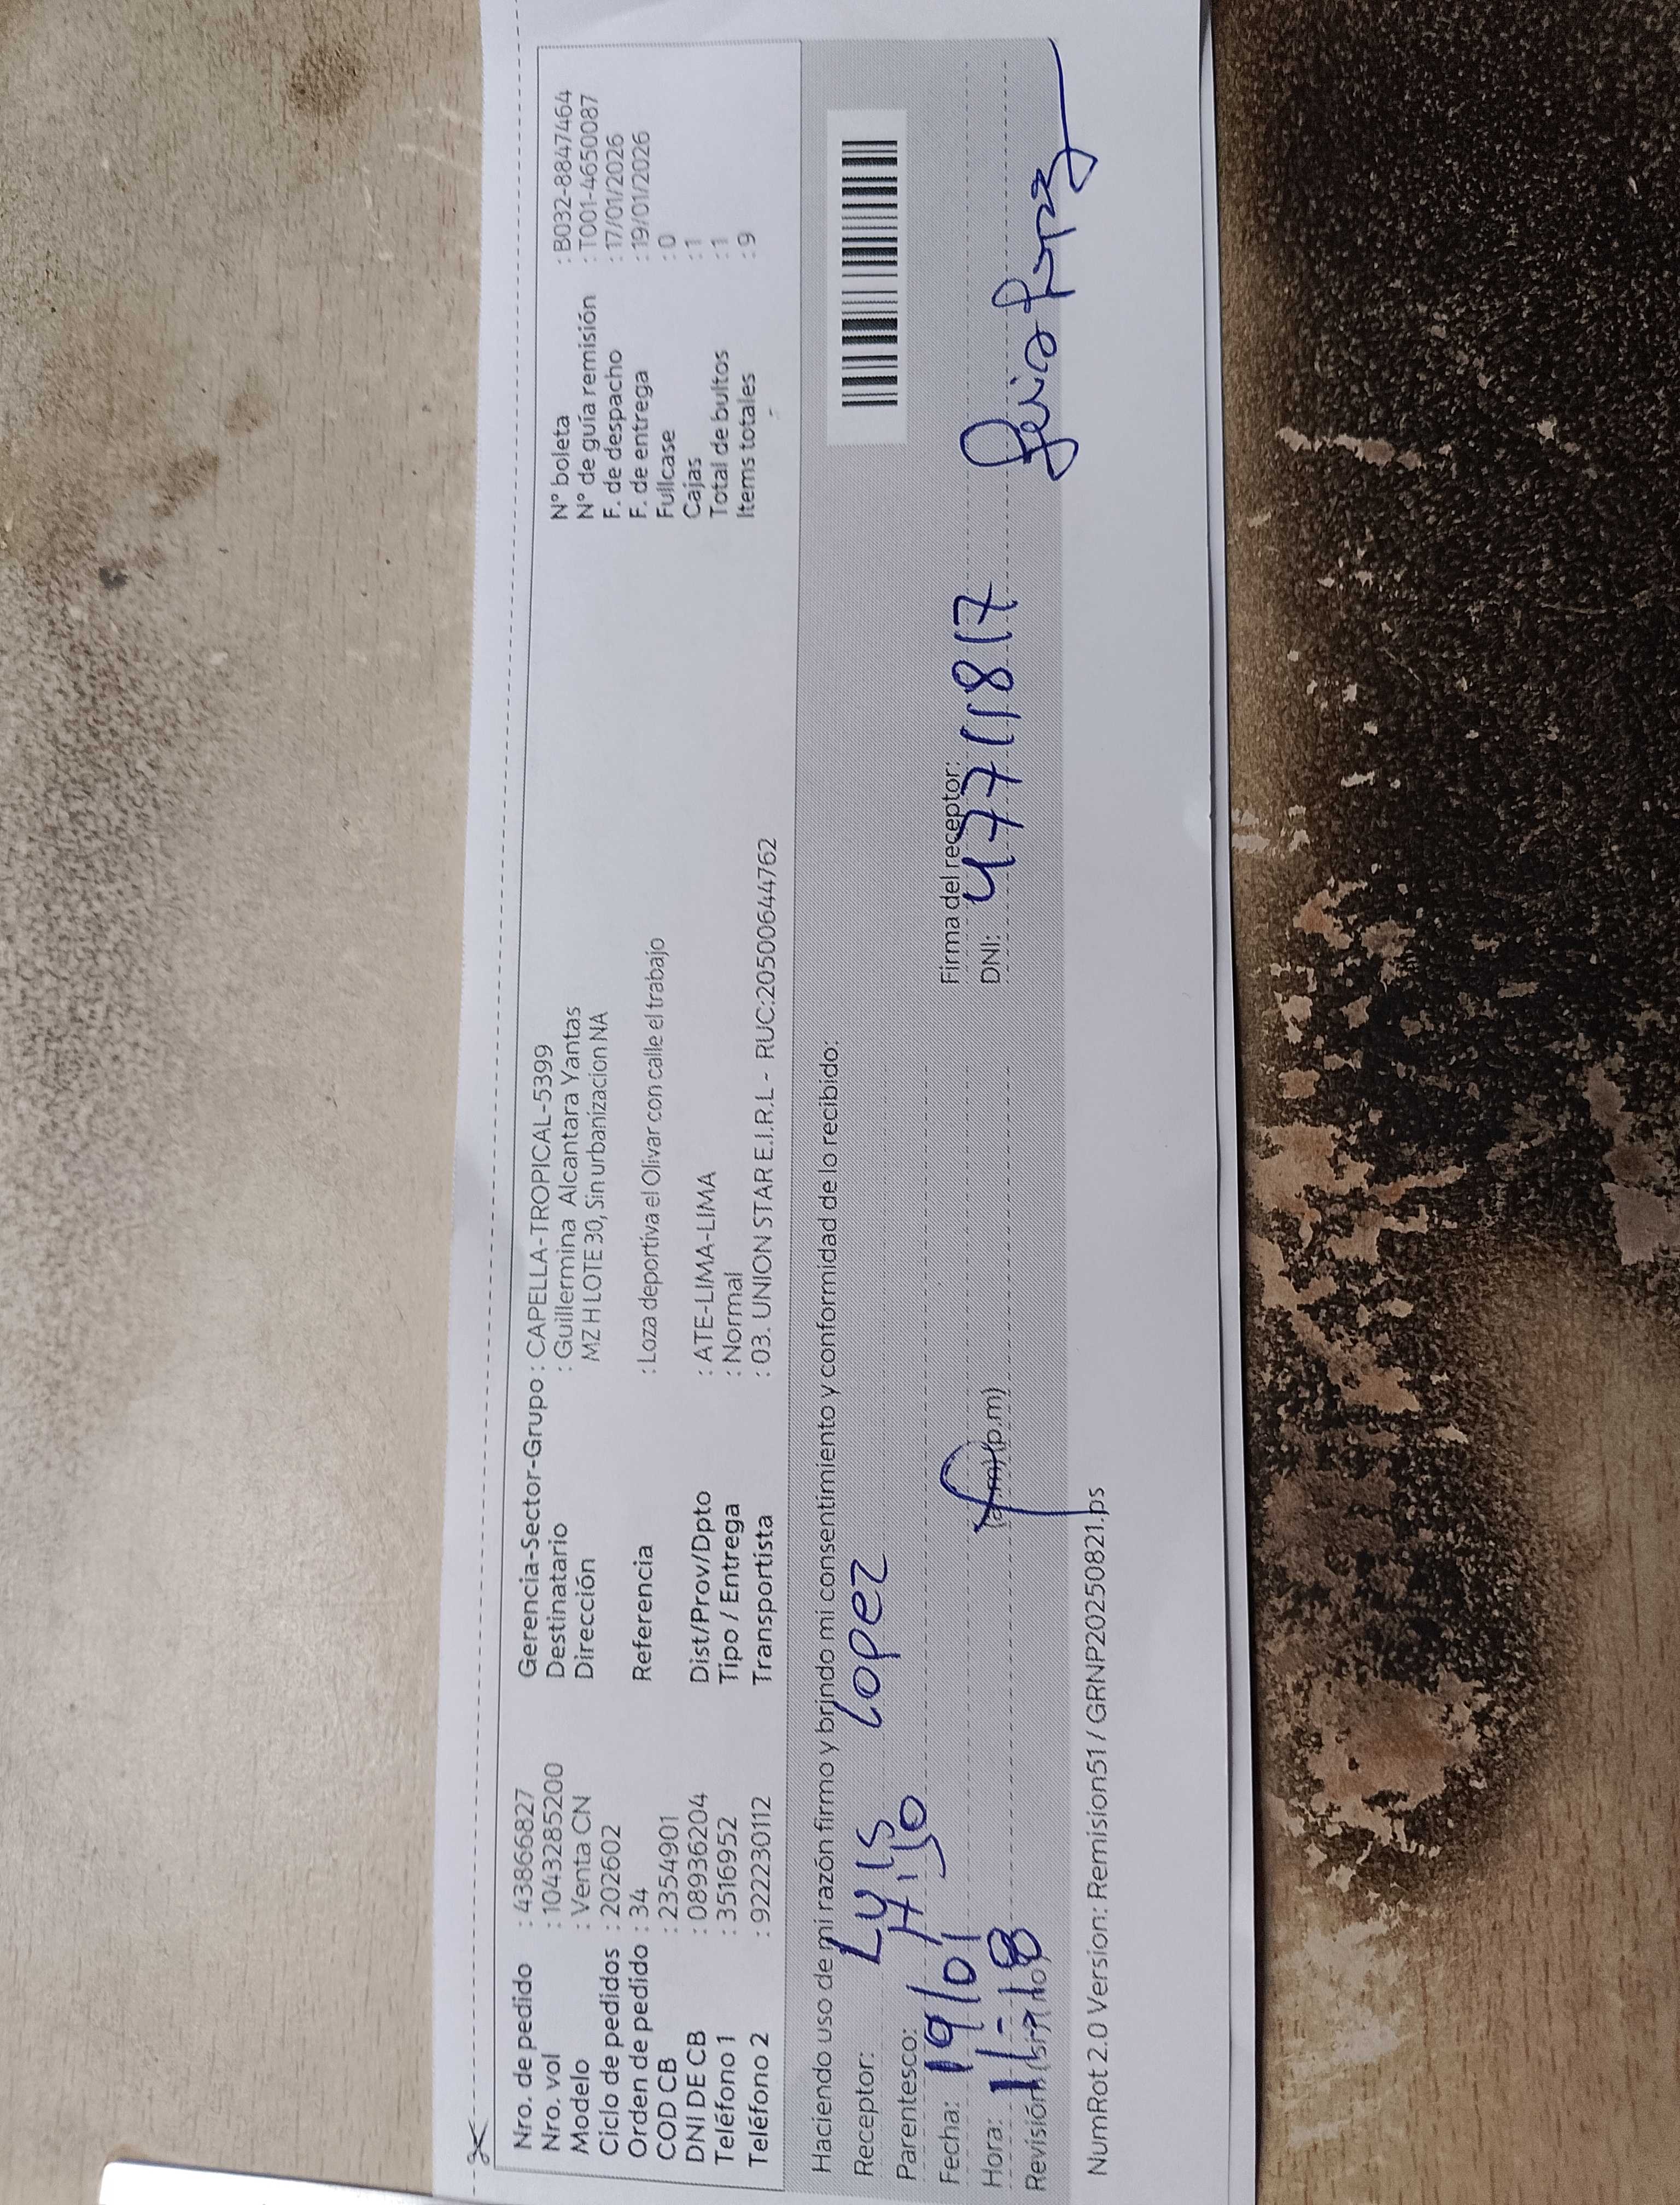 Nro. de pedido : 43866827
Nro. vol : 10432852​00
Modelo : Venta CN
Ciclo de pedidos : 202602
Orden de pedido : 34
COD CB : 2354901
DNI DE CB : 08936204
Teléfono 1 : 3516952
Teléfono 2 : 922230112
Gerencia-Sector-Grupo : CAPELLA-TROPICAL-5399
Destinatario : Guillermina Alcantara Yantas
Dirección MZ H LOTE 30, Sin urbanizacion NA
Referencia : Loza deportiva el Olivar con calle el trabajo
Dist/Prov/Dpto : ATE-LIMA-LIMA
Tipo / Entrega : Normal
Transportista : 03. UNION STAR E.I.R.L - RUC:20500644762
N° boleta : B032-8847464
N° de guía remisión : T001-4650087
F. de despacho : 17/01/2026
F. de entrega : 19/01/2026
Fullcase : 0
Cajas : 1
Total de bultos : 1
Items totales : 9
Haciendo uso de mi razón firmo y brindo mi consentimiento y conformidad de lo recibido:
Receptor: Luis Lopez
Parentesco: Hijo
Fecha: 19/01
Hora: 11-18 (a.m) (p.m)
Revisión
Firma del receptor:
DNI: 47711817
NumRot 2.0 Version: Remision51 / GRNP20250821.ps